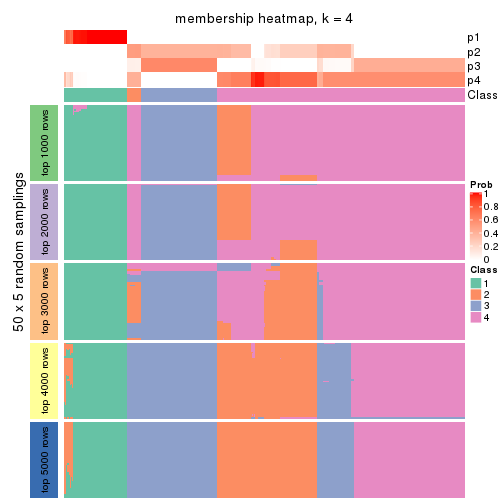 membership heatmap, k = 4
p1
p2
p3
p4
Class
50 x 5 random samplings
top 1000 rows
top 2000 rows
top 3000 rows
top 4000 rows
top 5000 rows
Prob
1
0.8
0.6
0.4
0.2
0
Class
1
2
3
4